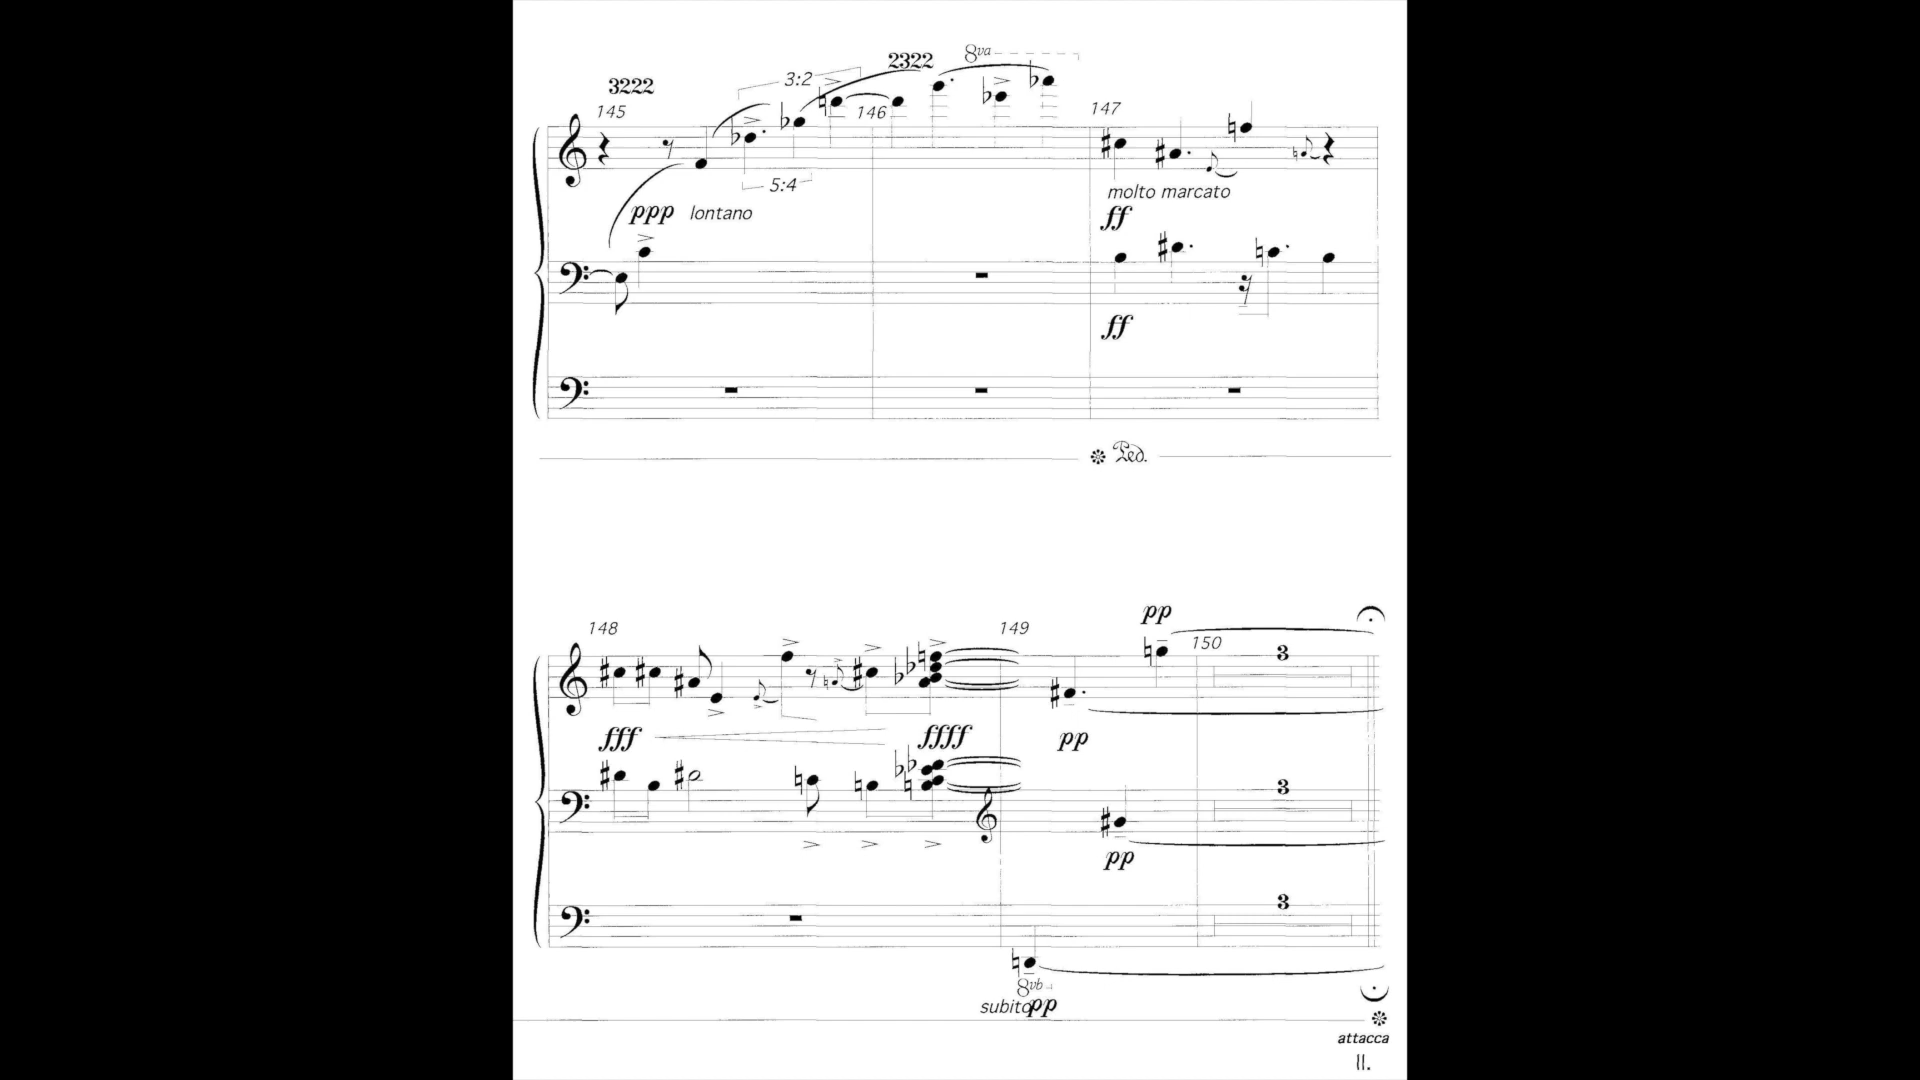 3222 2322 8va
145 3:2 146 147
5:4
ppp lontano
molto marcato
ff
ff
Ped.
148 149 pp 150
3
fff ffff pp
3
pp
3
8vb
subito pp
attacca
II.